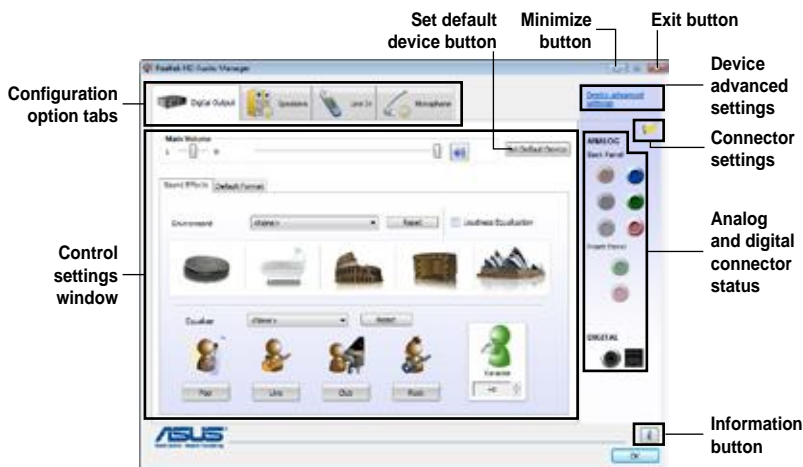 Set default
device button
Minimize
button
Exit button
Realtek HD Audio Manager
Configuration
option tabs
Digital Output
Speakers
Line In
Microphone
Device advanced
settings
Device
advanced
settings
Connector
settings
Main Volume
L
R
Set Default Device
ANALOG
Back Panel
Sound Effects
Default Format
Environment
<None>
Reset
Loudness Equalization
Front Panel
Analog
and digital
connector
status
Control
settings
window
Equalizer
<None>
Reset
DIGITAL
Karaoke
Pop
Live
Club
Rock
+0
ASUS
Information
button
i
OK